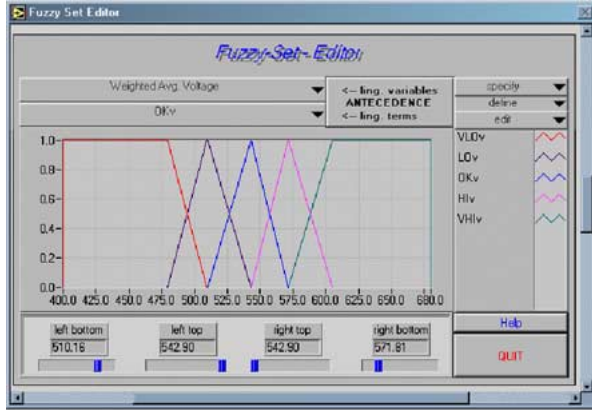 Fuzzy Set Editor
Fuzzy-Set-Editor
Weighted Avg. Voltage
<-- ling. variables
ANTECEDENCE
<-- ling. terms
OKv
specify
define
edit
VLOv
LOv
OKv
HIv
VHIv
1.0
0.8
0.6
0.4
0.2
0.0
400.0 425.0 450.0 475.0 500.0 525.0 550.0 575.0 600.0 625.0 650.0 680.0
left bottom left top right top right bottom
510.16 542.90 542.90 571.81
Help
QUIT